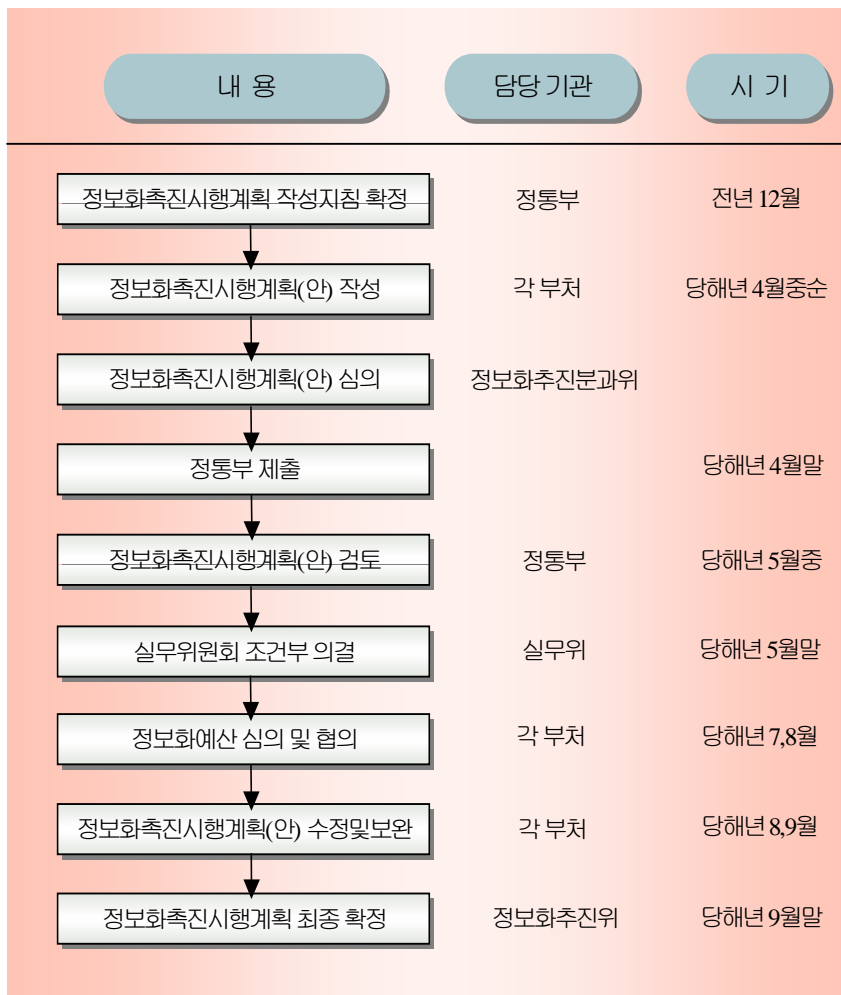 내 용 담당 기관 시 기
정보화촉진시행계획 작성지침 확정 정통부 전년 12월
정보화촉진시행계획(안) 작성 각 부처 당해년 4월중순
정보화촉진시행계획(안) 심의 정보화추진분과위
정통부 제출 당해년 4월말
정보화촉진시행계획(안) 검토 정통부 당해년 5월중
실무위원회 조건부 의결 실무위 당해년 5월말
정보화예산 심의 및 협의 각 부처 당해년 7,8월
정보화촉진시행계획(안) 수정및보완 각 부처 당해년 8,9월
정보화촉진시행계획 최종 확정 정보화추진위 당해년 9월말